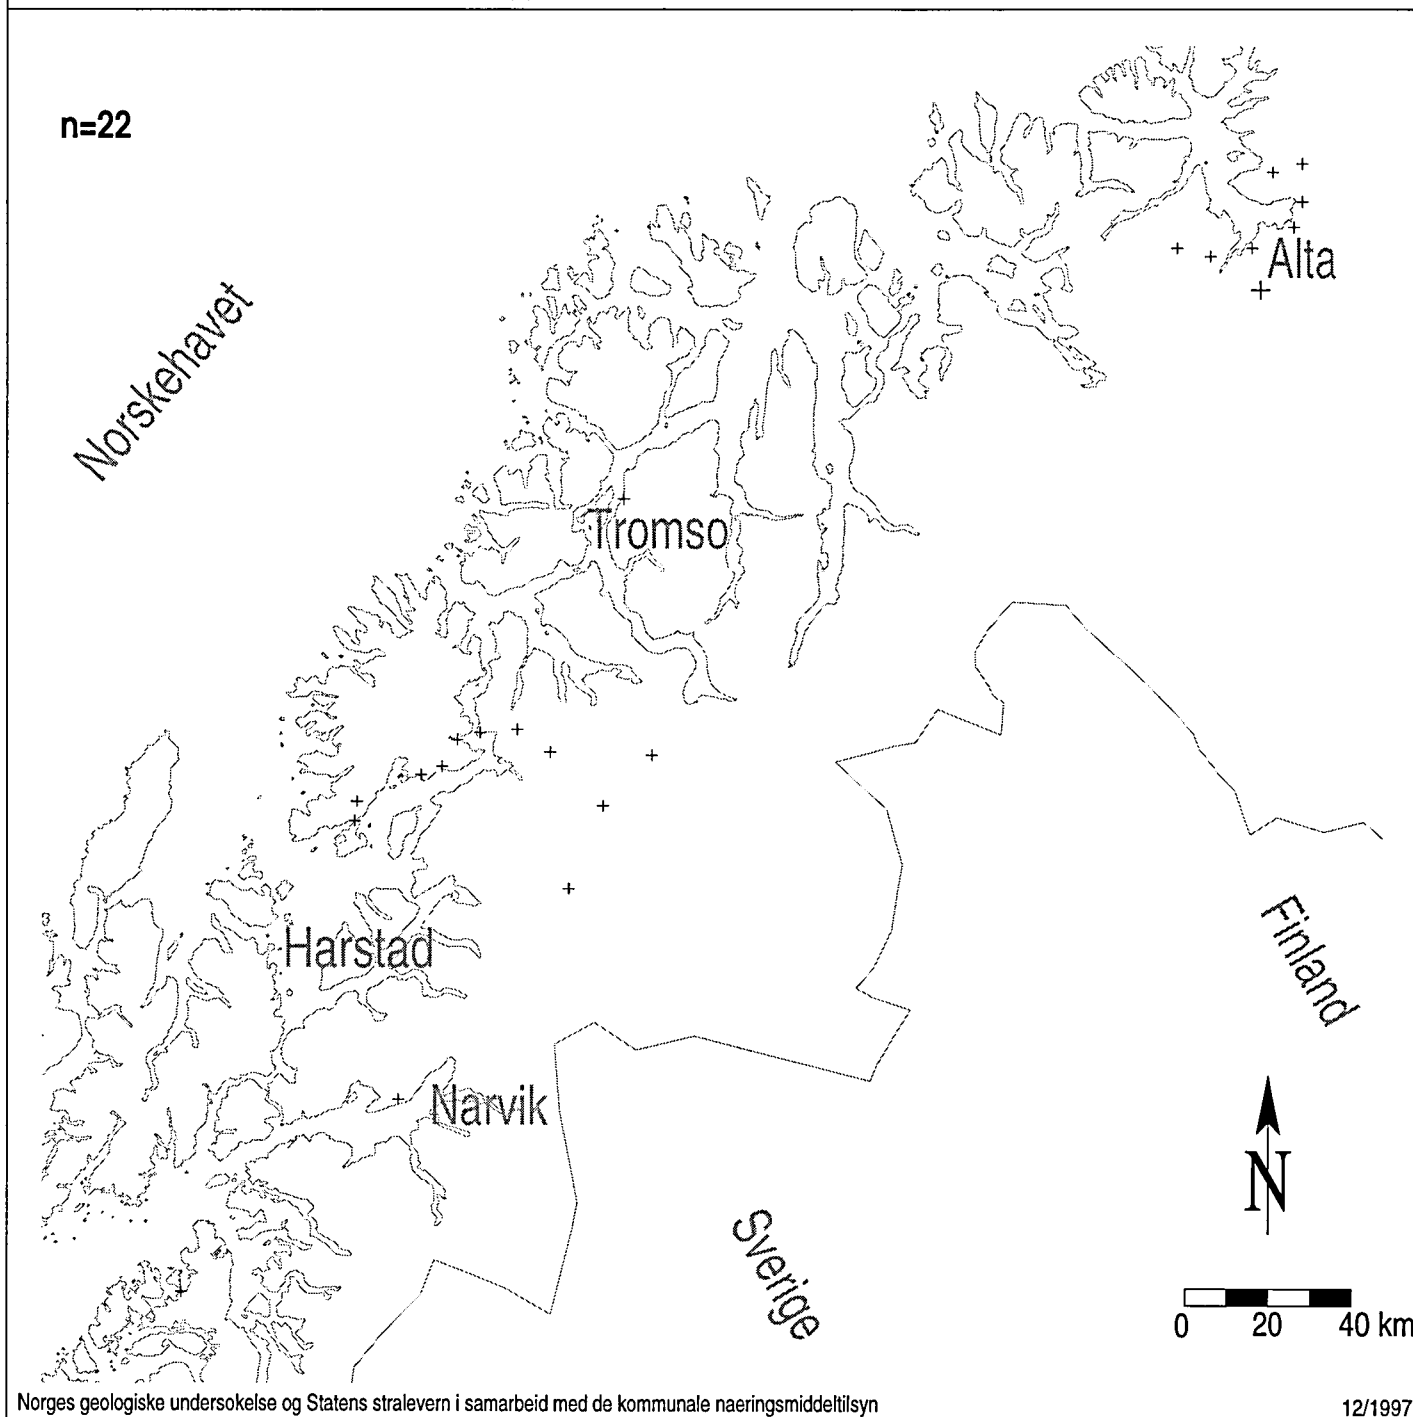 n=22
Norskehavet
Alta
Tromso
Harstad
Narvik
Finland
Sverige
N
0 20 40 km
Norges geologiske undersokelse og Statens stralevern i samarbeid med de kommunale naeringsmiddeltilsyn
12/1997